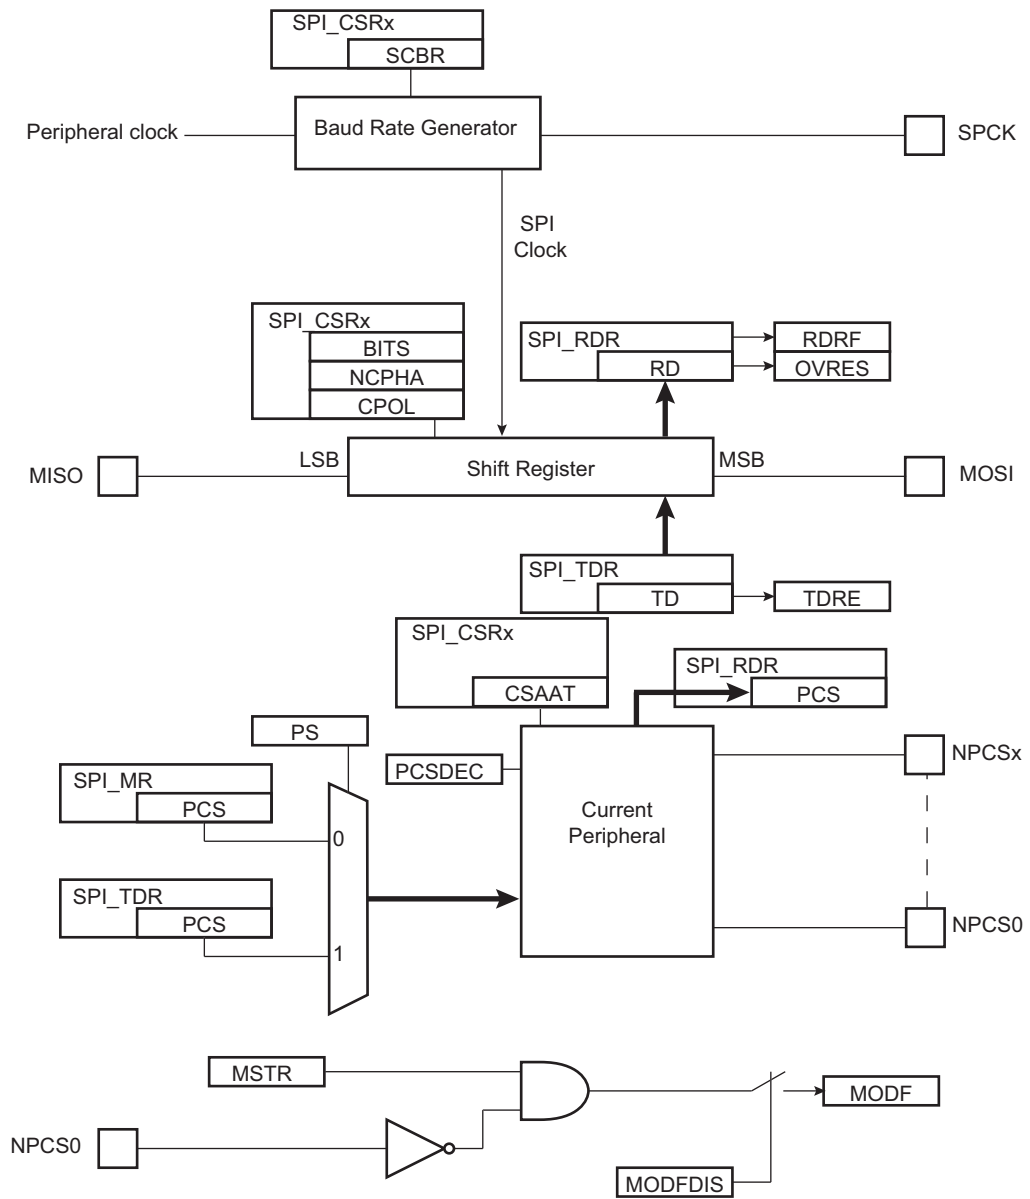 SPI_CSRx
SCBR
Peripheral clock
Baud Rate Generator
SPCK
SPI
Clock
SPI_CSRx
BITS
NCPHA
CPOL
SPI_RDR
RD
RDRF
OVRES
MISO
LSB
Shift Register
MSB
MOSI
SPI_TDR
TD
TDRE
SPI_CSRx
CSAAT
SPI_RDR
PCS
PS
PCSDEC
NPCSx
SPI_MR
PCS
0
Current
Peripheral
SPI_TDR
PCS
1
NPCS0
MSTR
MODF
NPCS0
MODFDIS